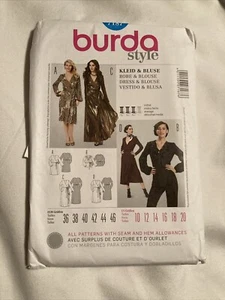 burda
style
KLEID & BLUSE
ROBE & BLOUSE
DRESS & BLOUSE
VESTIDO & BLUSA
A
C
B
36 38 40 42 44 46
10 12 14 16 18 20
ALL PATTERNS WITH SEAM AND HEM ALLOWANCES
AVEC SURPLUS DE COUTURE ET D'OURLET
CON MARGENES PARA COSTURA Y DOBLADILLOS